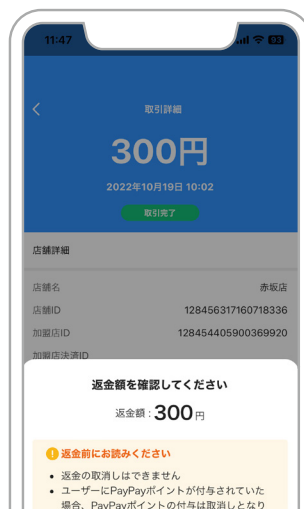 11:47
93
取引詳細
300円
2022年10月19日 10:02
取引完了
店舗詳細
店舗名 赤坂店
店舗ID 128456317160718336
加盟店ID 128454405900369920
加盟店決済ID
返金額を確認してください
返金額：300円
返金前にお読みください
• 返金の取消しはできません
• ユーザーにPayPayポイントが付与されていた
場合、PayPayポイントの付与は取消しとなり